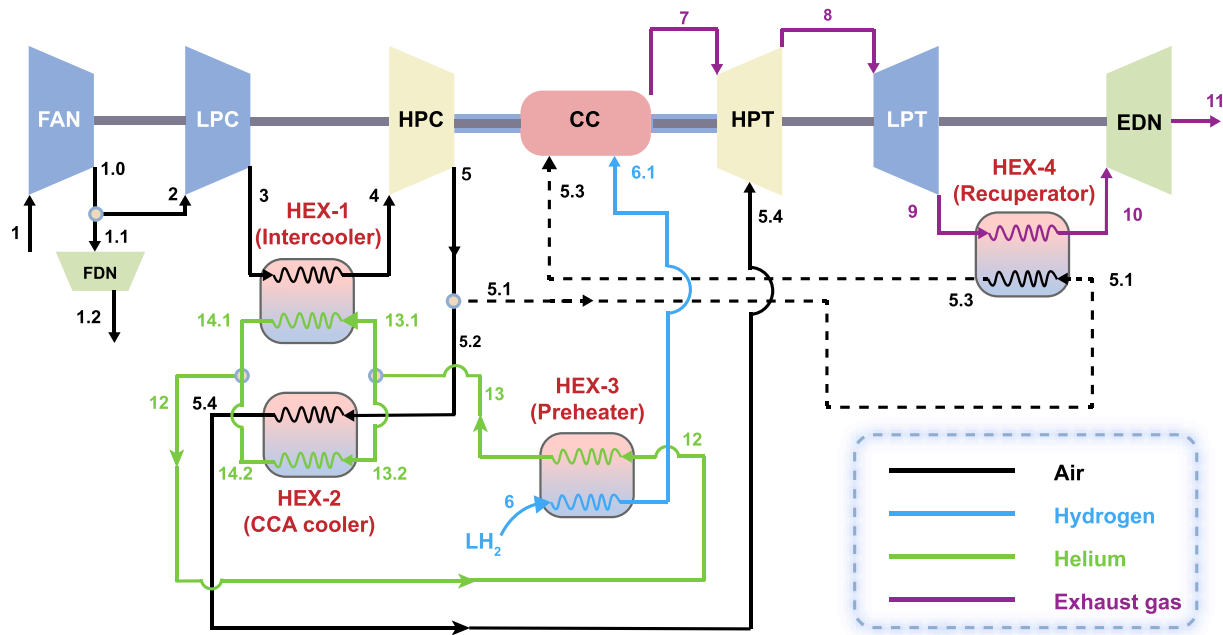 7
8
FAN
LPC
HPC
CC
HPT
LPT
EDN
11
1.0
2
3
4
5
5.3
6.1
5.4
HEX-4
(Recuperator)
1
1.1
HEX-1
(Intercooler)
9
10
FDN
1.2
5.1
5.3
5.1
14.1
13.1
5.2
12
5.4
13
HEX-3
(Preheater)
12
14.2
13.2
HEX-2
(CCA cooler)
6
LH₂
Air
Hydrogen
Helium
Exhaust gas